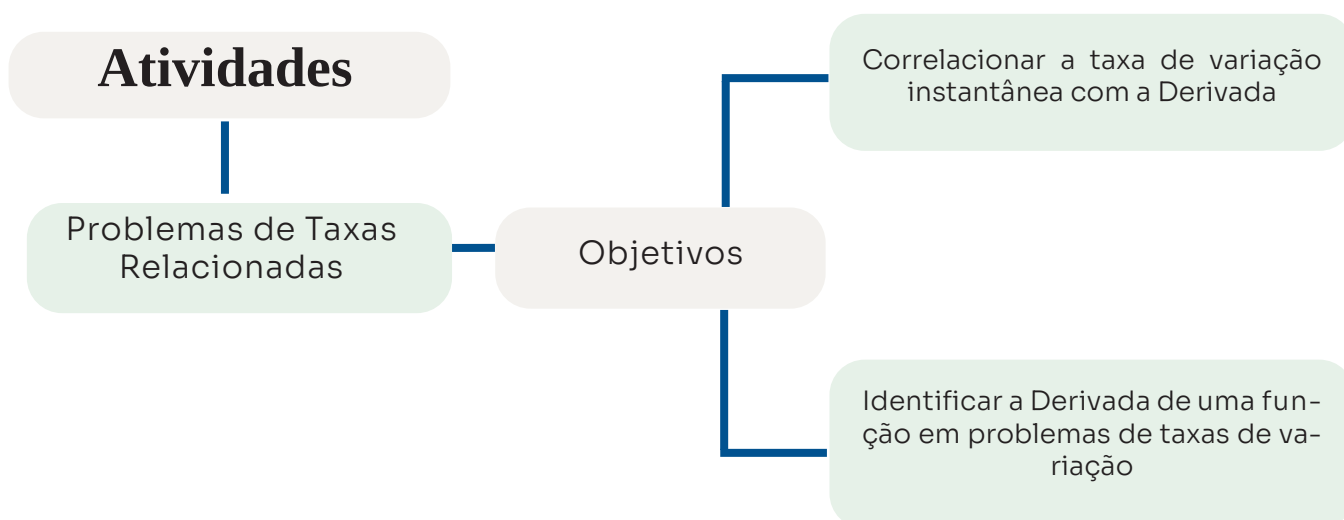 Atividades
Problemas de Taxas
Relacionadas
Objetivos
Correlacionar a taxa de variação
instantânea com a Derivada
Identificar a Derivada de uma fun-
ção em problemas de taxas de va-
riação